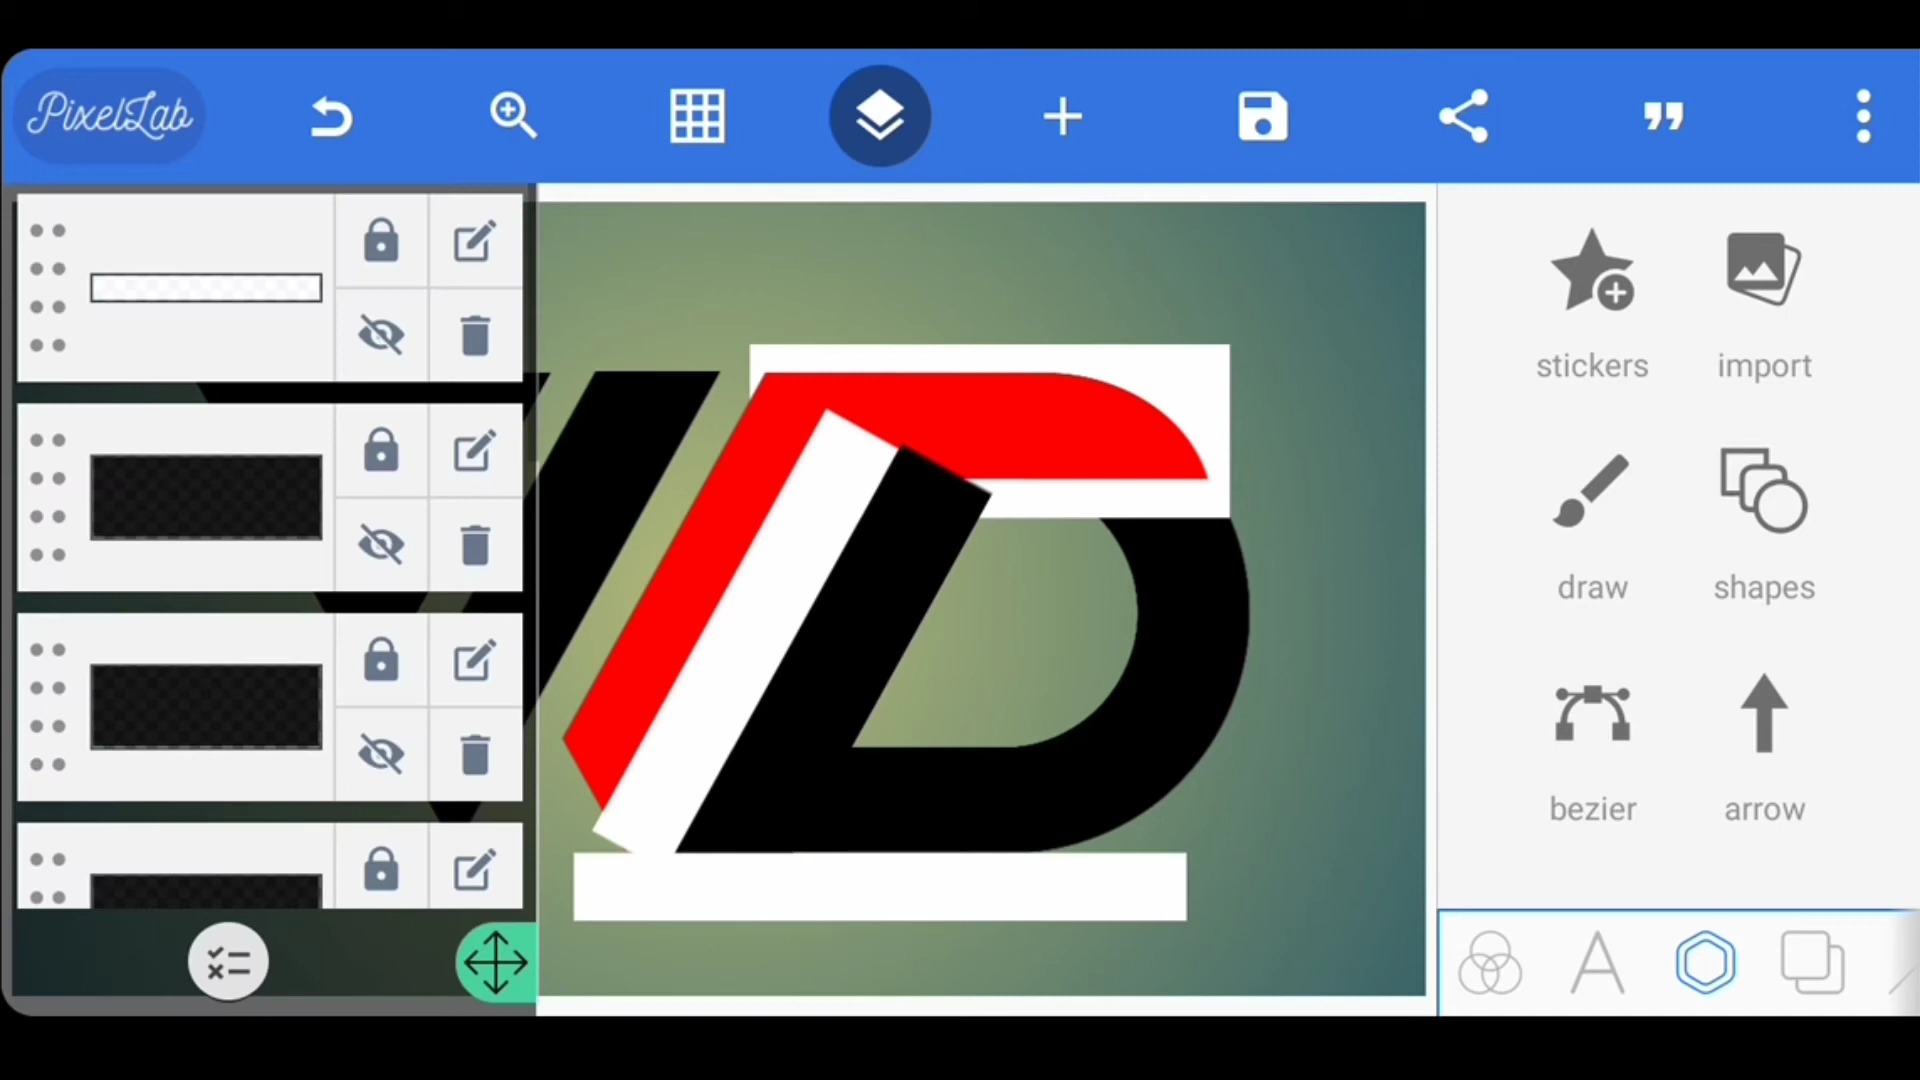 PixelLab
stickers
import
draw
shapes
bezier
arrow